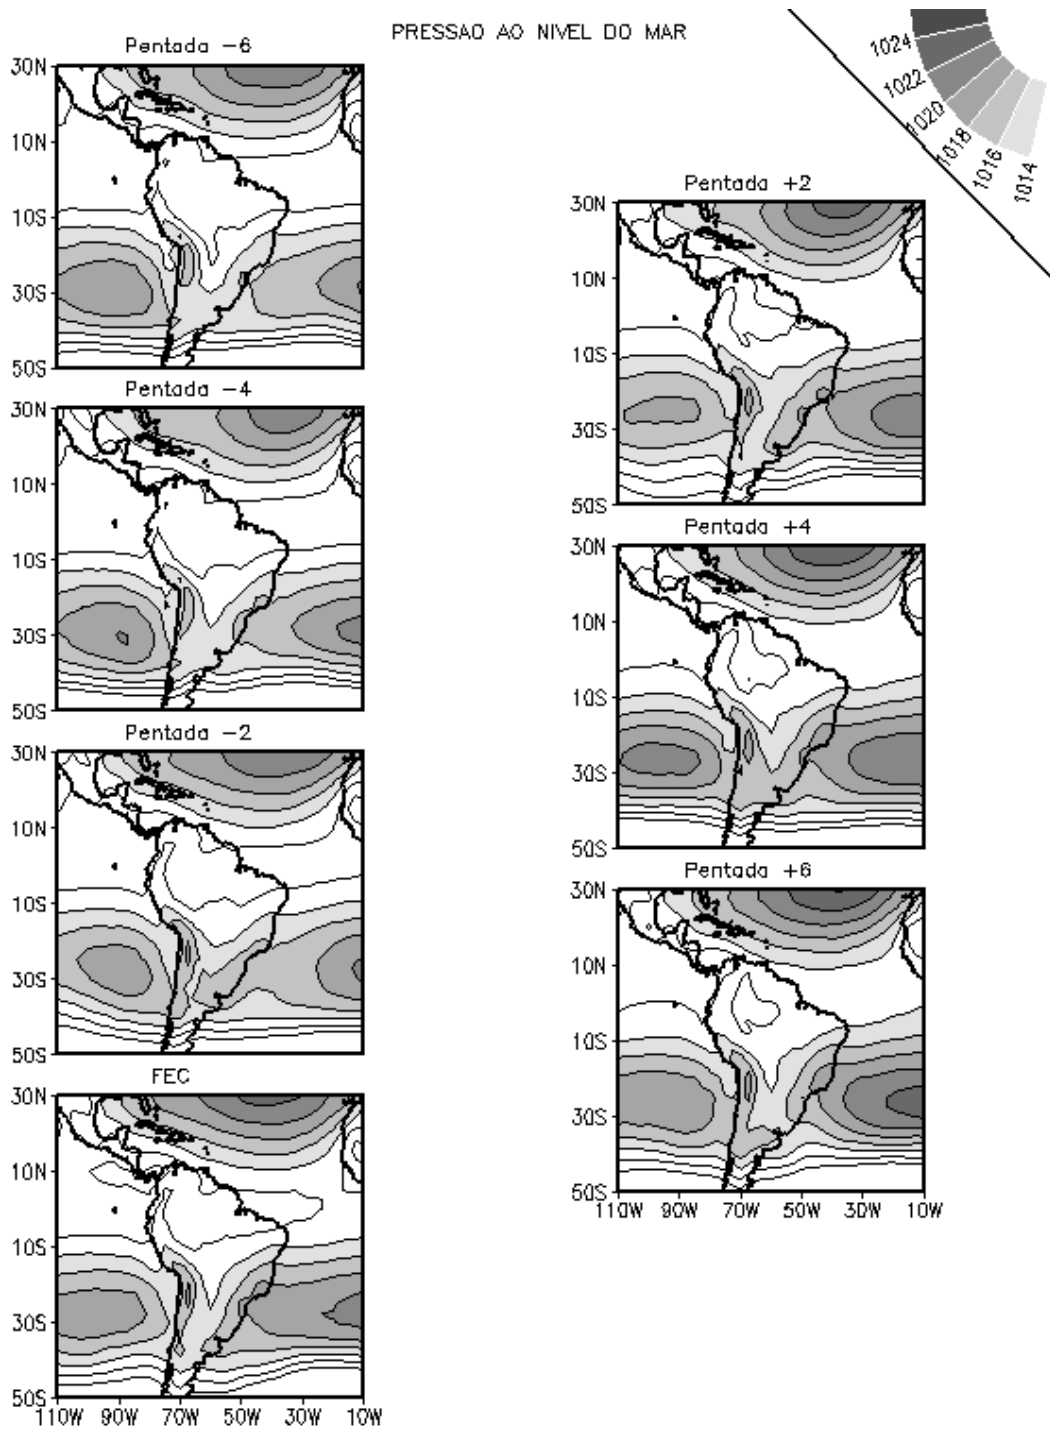 PRESSAO AO NIVEL DO MAR
1024
1022
1020
1018
1016
1014
Pentada −6
30N
10N
10S
30S
50S
Pentada −4
30N
10N
10S
30S
50S
Pentada −2
30N
10N
10S
30S
50S
FEC
30N
10N
10S
30S
50S
110W 90W 70W 50W 30W 10W
Pentada +2
30N
10N
10S
30S
50S
Pentada +4
30N
10N
10S
30S
50S
Pentada +6
30N
10N
10S
30S
50S
110W 90W 70W 50W 30W 10W